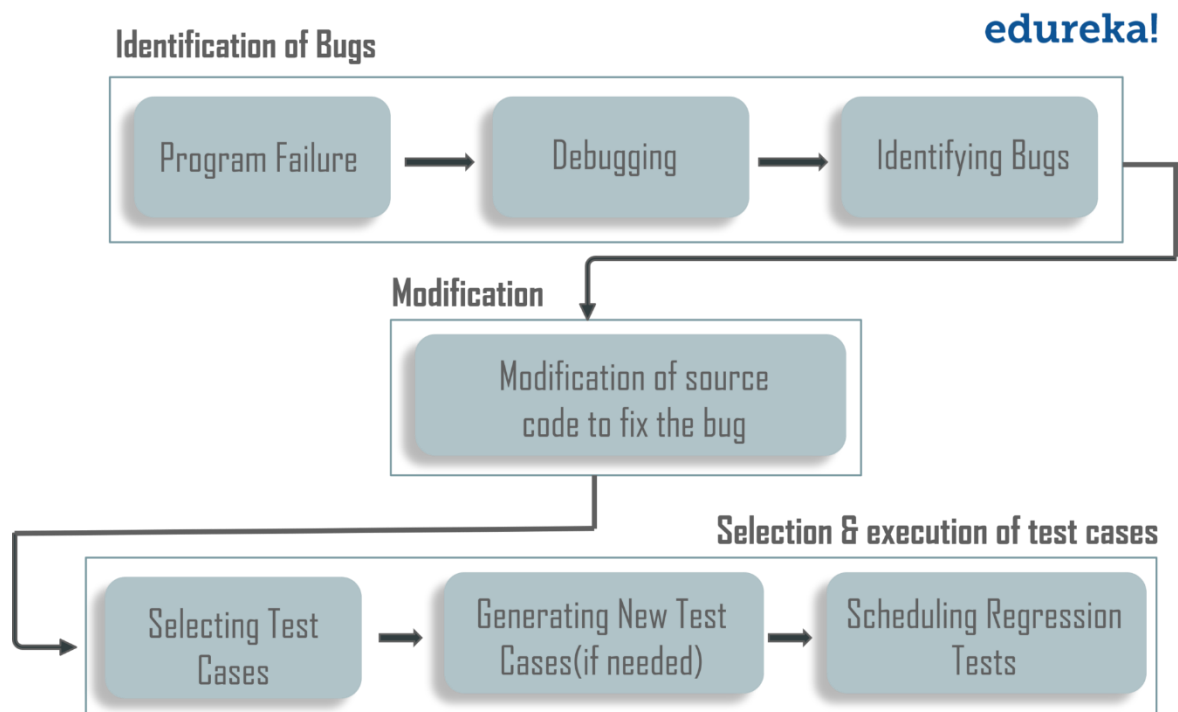 edureka!
Identification of Bugs
Program Failure
Debugging
Identifying Bugs
Modification
Modification of source
code to fix the bug
Selection & execution of test cases
Selecting Test
Cases
Generating New Test
Cases(if needed)
Scheduling Regression
Tests